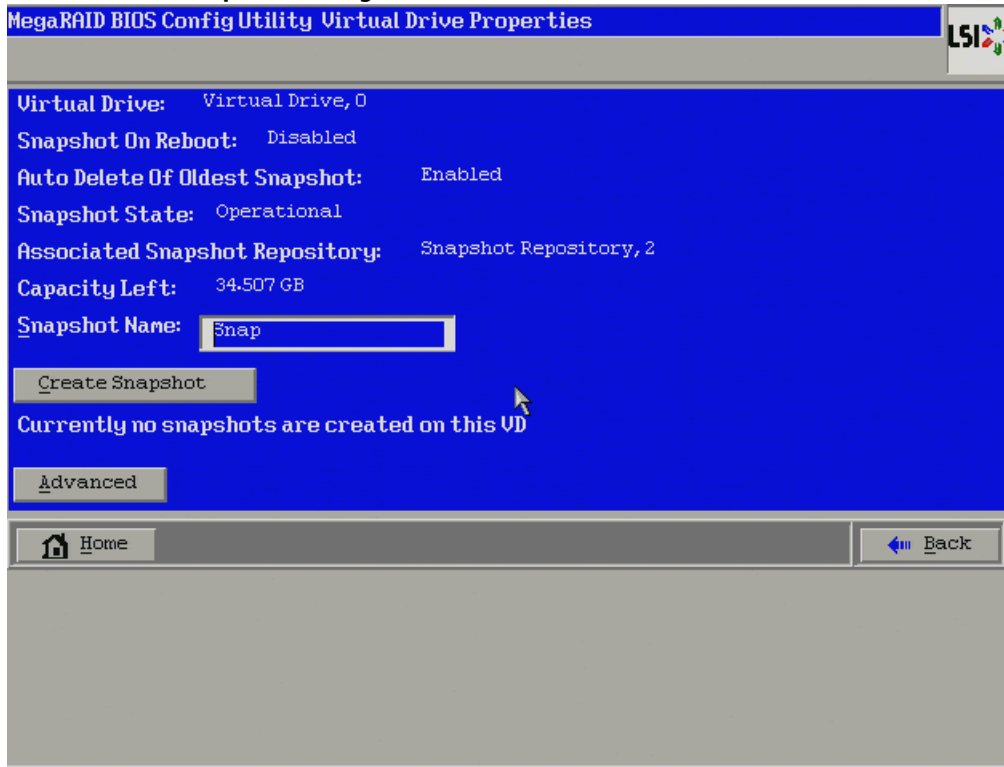 MegaRAID BIOS Config Utility Virtual Drive Properties
LSI
Virtual Drive: Virtual Drive, 0
Snapshot On Reboot: Disabled
Auto Delete Of Oldest Snapshot: Enabled
Snapshot State: Operational
Associated Snapshot Repository: Snapshot Repository, 2
Capacity Left: 34.507 GB
Snapshot Name: Snap
Create Snapshot
Currently no snapshots are created on this VD
Advanced
Home
Back